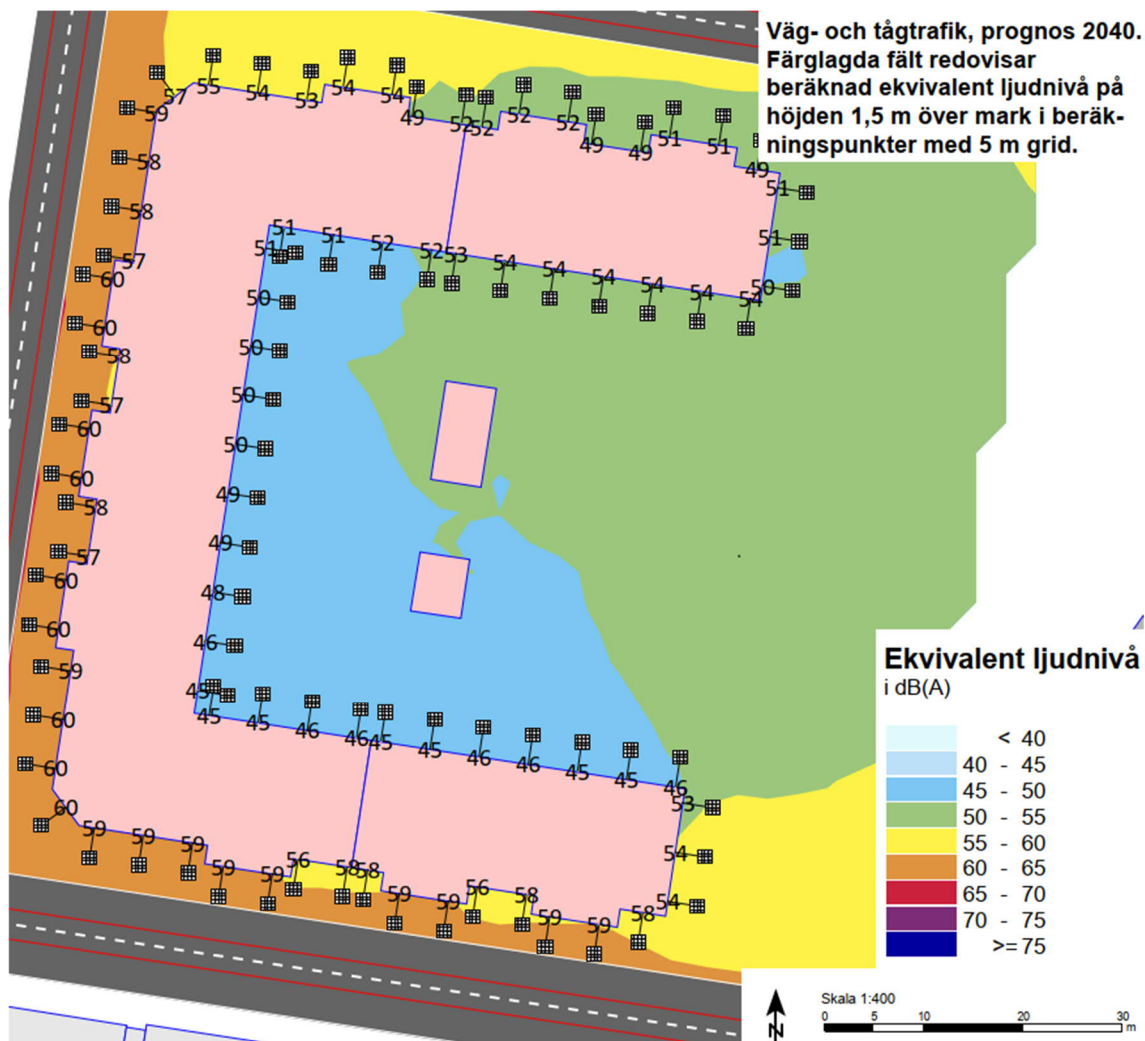 Väg- och tågtrafik, prognos 2040.
Färglagda fält redovisar
beräknad ekvivalent ljudnivå på
höjden 1,5 m över mark i beräk-
ningspunkter med 5 m grid.
57 55 54 53 54 54 49 52 52 52 52 49 49 51 51 49
59
58
58
57
60
60
58
57
60
60
58
57
60
60
59
60
60
60
51
51
50
51 51 52 52 53 54 54 54 54 54 54
51
50
50
50
50
49
49
48
46
45
45 45 46 46 45 45 46 46 45 45 46
53
54
54
59 59 59 59 59 56 58 58 59 59 56 58 59 59 58
Ekvivalent ljudnivå
i dB(A)
< 40
40 - 45
45 - 50
50 - 55
55 - 60
60 - 65
65 - 70
70 - 75
>= 75
N
Skala 1:400
0 5 10 20 30
m